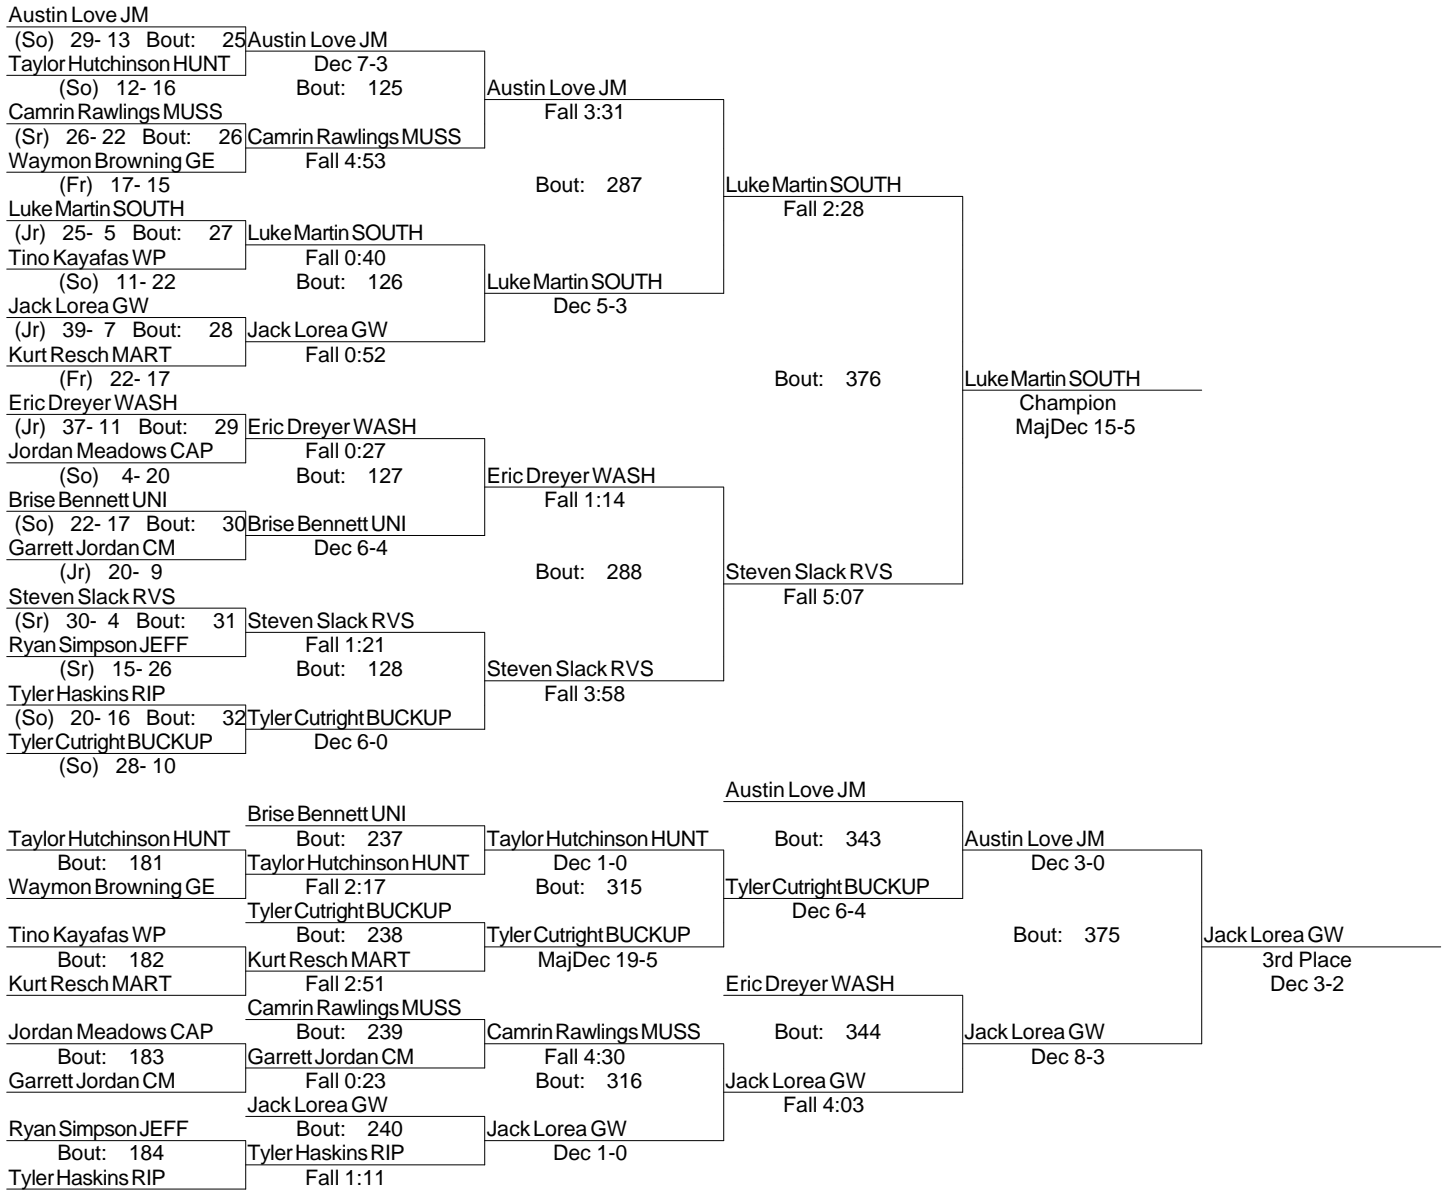 Austin Love JM
(So) 29- 13 Bout: 25 Austin Love JM
Taylor Hutchinson HUNT Dec 7-3
(So) 12- 16 Bout: 125 Austin Love JM
Camrin Rawlings MUSS Fall 3:31
(Sr) 26- 22 Bout: 26 Camrin Rawlings MUSS
Waymon Browning GE Fall 4:53
(Fr) 17- 15 Bout: 287 Luke Martin SOUTH
Luke Martin SOUTH Fall 2:28
(Jr) 25- 5 Bout: 27 Luke Martin SOUTH
Tino Kayafas WP Fall 0:40
(So) 11- 22 Bout: 126 Luke Martin SOUTH
Jack Lorea GW Dec 5-3
(Jr) 39- 7 Bout: 28 Jack Lorea GW
Kurt Resch MART Fall 0:52
(Fr) 22- 17 Bout: 376 Luke Martin SOUTH
Eric Dreyer WASH Champion
(Jr) 37- 11 Bout: 29 Eric Dreyer WASH MajDec 15-5
Jordan Meadows CAP Fall 0:27
(So) 4- 20 Bout: 127 Eric Dreyer WASH
Brise Bennett UNI Fall 1:14
(So) 22- 17 Bout: 30 Brise Bennett UNI
Garrett Jordan CM Dec 6-4
(Jr) 20- 9 Bout: 288 Steven Slack RVS
Steven Slack RVS Fall 5:07
(Sr) 30- 4 Bout: 31 Steven Slack RVS
Ryan Simpson JEFF Fall 1:21
(Sr) 15- 26 Bout: 128 Steven Slack RVS
Tyler Haskins RIP Fall 3:58
(So) 20- 16 Bout: 32 Tyler Cutright BUCKUP
Tyler Cutright BUCKUP Dec 6-0
(So) 28- 10
Austin Love JM
Brise Bennett UNI
Taylor Hutchinson HUNT Bout: 237 Taylor Hutchinson HUNT Bout: 343 Austin Love JM
Bout: 181 Taylor Hutchinson HUNT Dec 1-0 Dec 3-0
Waymon Browning GE Fall 2:17 Bout: 315 Tyler Cutright BUCKUP
Tyler Cutright BUCKUP Dec 6-4
Tino Kayafas WP Bout: 238 Tyler Cutright BUCKUP Bout: 375 Jack Lorea GW
Bout: 182 Kurt Resch MART MajDec 19-5 3rd Place
Kurt Resch MART Fall 2:51 Eric Dreyer WASH Dec 3-2
Camrin Rawlings MUSS
Jordan Meadows CAP Bout: 239 Camrin Rawlings MUSS Bout: 344 Jack Lorea GW
Bout: 183 Garrett Jordan CM Fall 4:30 Dec 8-3
Garrett Jordan CM Fall 0:23 Bout: 316 Jack Lorea GW
Jack Lorea GW Fall 4:03
Ryan Simpson JEFF Bout: 240 Jack Lorea GW
Bout: 184 Tyler Haskins RIP Dec 1-0
Tyler Haskins RIP Fall 1:11